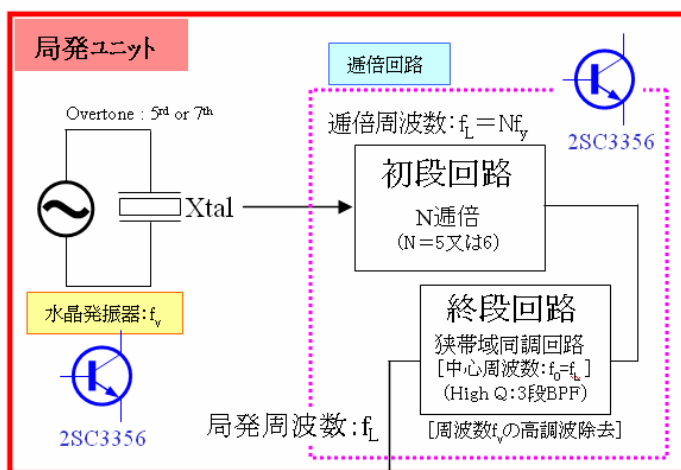 局発ユニット
逓倍回路
2SC3356
Overtone : 5rd or 7th
Xtal
水晶発振器:fv
2SC3356
逓倍周波数:fL=Nfy
初段回路
N逓倍
(N=5又は6)
終段回路
狭帯域同調回路
[中心周波数:f0=fL]
(High Q:3段BPF)
[周波数fvの高調波除去]
局発周波数:fL